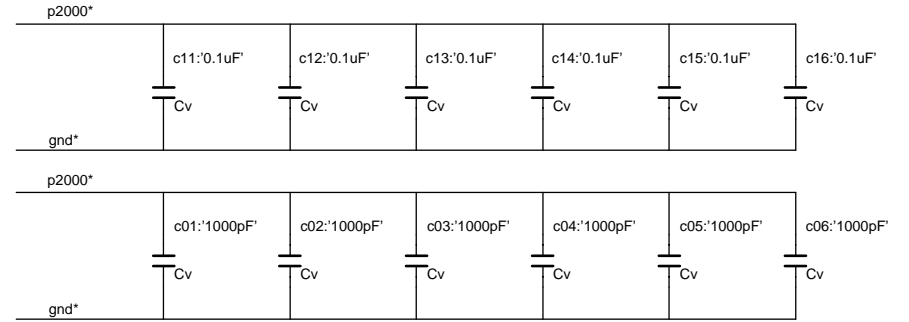 p2000*
c11:'0.1uF' c12:'0.1uF' c13:'0.1uF' c14:'0.1uF' c15:'0.1uF' c16:'0.1uF'
Cv Cv Cv Cv Cv Cv
gnd*
p2000*
c01:'1000pF' c02:'1000pF' c03:'1000pF' c04:'1000pF' c05:'1000pF' c06:'1000pF'
Cv Cv Cv Cv Cv Cv
gnd*